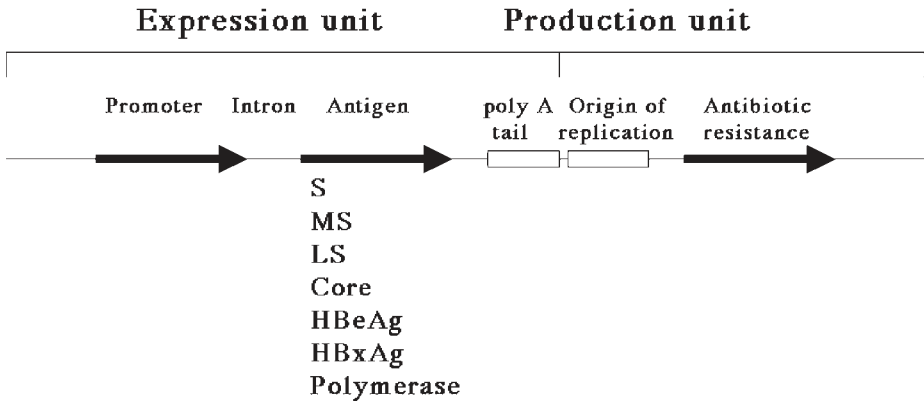 Expression unit Production unit
Promoter Intron Antigen poly A tail Origin of replication Antibiotic resistance
S
MS
LS
Core
HBeAg
HBxAg
Polymerase